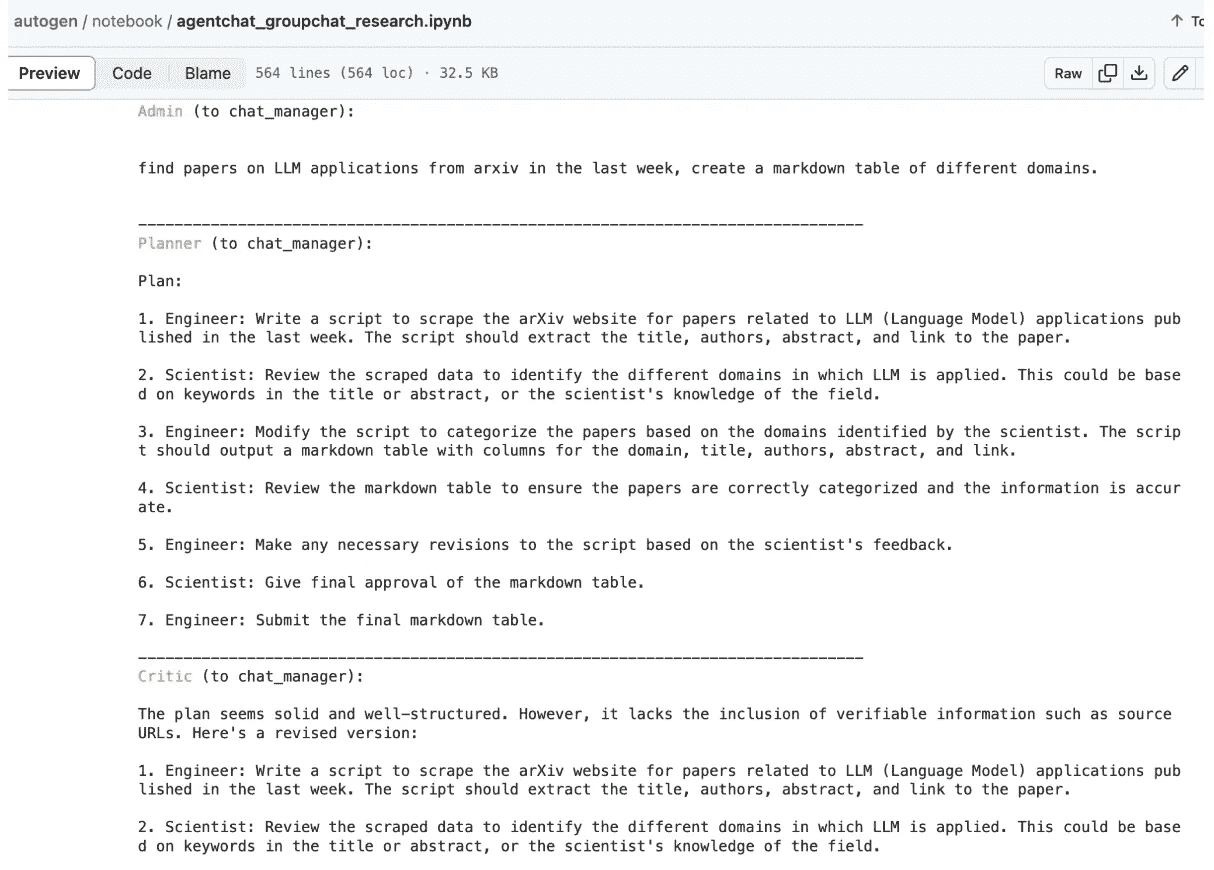 autogen / notebook / agentchat_groupchat_research.ipynb
↑ To
Preview Code Blame 564 lines (564 loc) · 32.5 KB Raw
Admin (to chat_manager):
find papers on LLM applications from arxiv in the last week, create a markdown table of different domains.
--------------------------------------------------------------------------------
Planner (to chat_manager):
Plan:
1. Engineer: Write a script to scrape the arXiv website for papers related to LLM (Language Model) applications pub
lished in the last week. The script should extract the title, authors, abstract, and link to the paper.
2. Scientist: Review the scraped data to identify the different domains in which LLM is applied. This could be base
d on keywords in the title or abstract, or the scientist's knowledge of the field.
3. Engineer: Modify the script to categorize the papers based on the domains identified by the scientist. The scrip
t should output a markdown table with columns for the domain, title, authors, abstract, and link.
4. Scientist: Review the markdown table to ensure the papers are correctly categorized and the information is accur
ate.
5. Engineer: Make any necessary revisions to the script based on the scientist's feedback.
6. Scientist: Give final approval of the markdown table.
7. Engineer: Submit the final markdown table.
--------------------------------------------------------------------------------
Critic (to chat_manager):
The plan seems solid and well-structured. However, it lacks the inclusion of verifiable information such as source
URLs. Here's a revised version:
1. Engineer: Write a script to scrape the arXiv website for papers related to LLM (Language Model) applications pub
lished in the last week. The script should extract the title, authors, abstract, and link to the paper.
2. Scientist: Review the scraped data to identify the different domains in which LLM is applied. This could be base
d on keywords in the title or abstract, or the scientist's knowledge of the field.